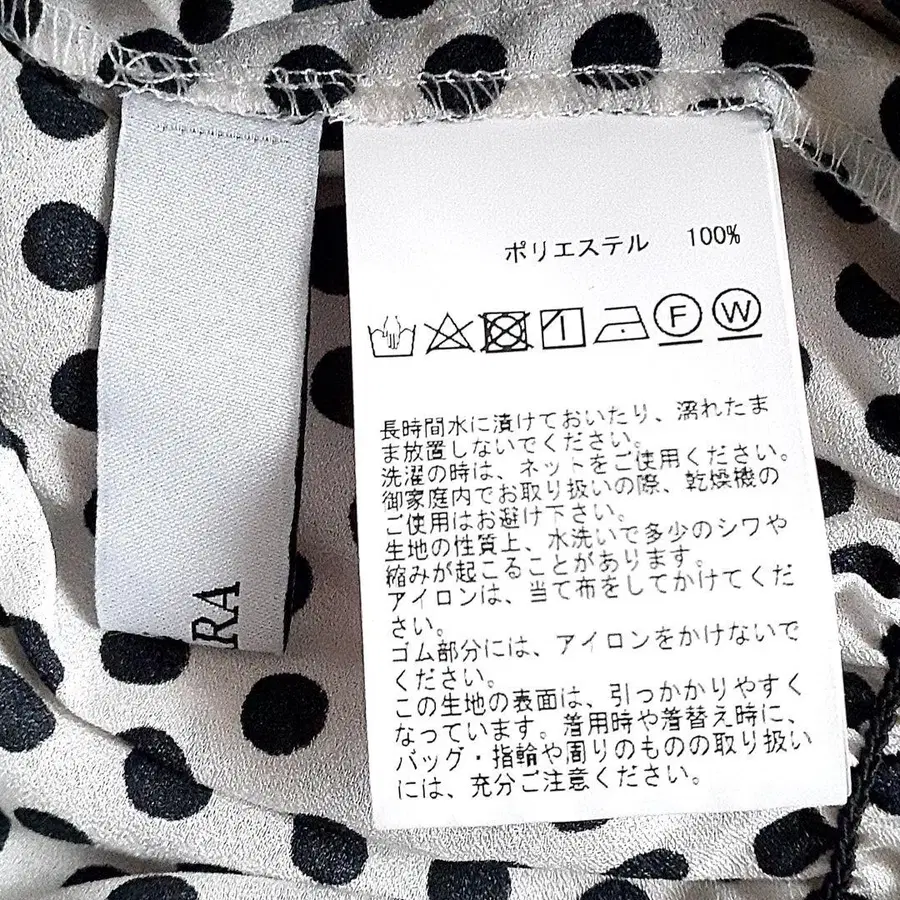 ポリエステル 100%
F W
長時間水に漬けておいたり、濡れたま
ま放置しないでください。
洗濯の時は、ネットをご使用ください。
御家庭内でお取り扱いの際、乾燥機の
ご使用はお避け下さい。
生地の性質上、水洗いで多少のシワや
縮みが起こることがあります。
アイロンは、当て布をしてかけてくだ
さい。
ゴム部分には、アイロンをかけないで
ください。
この生地の表面は、引っかかりやすく
なっています。着用時や着替え時に、
バッグ・指輪や周りのものの取り扱い
には、充分ご注意ください。
RA